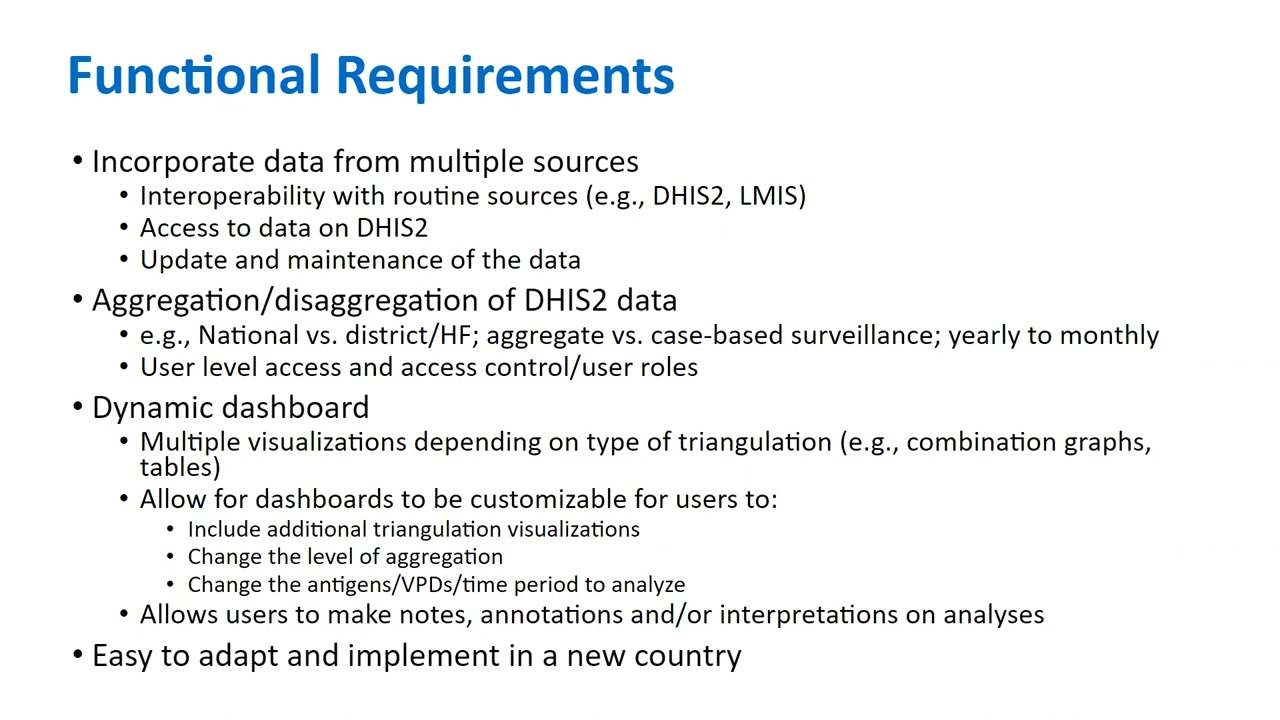 Functional Requirements
• Incorporate data from multiple sources
• Interoperability with routine sources (e.g., DHIS2, LMIS)
• Access to data on DHIS2
• Update and maintenance of the data
• Aggregation/disaggregation of DHIS2 data
• e.g., National vs. district/HF; aggregate vs. case-based surveillance; yearly to monthly
• User level access and access control/user roles
• Dynamic dashboard
• Multiple visualizations depending on type of triangulation (e.g., combination graphs,
tables)
• Allow for dashboards to be customizable for users to:
• Include additional triangulation visualizations
• Change the level of aggregation
• Change the antigens/VPDs/time period to analyze
• Allows users to make notes, annotations and/or interpretations on analyses
• Easy to adapt and implement in a new country